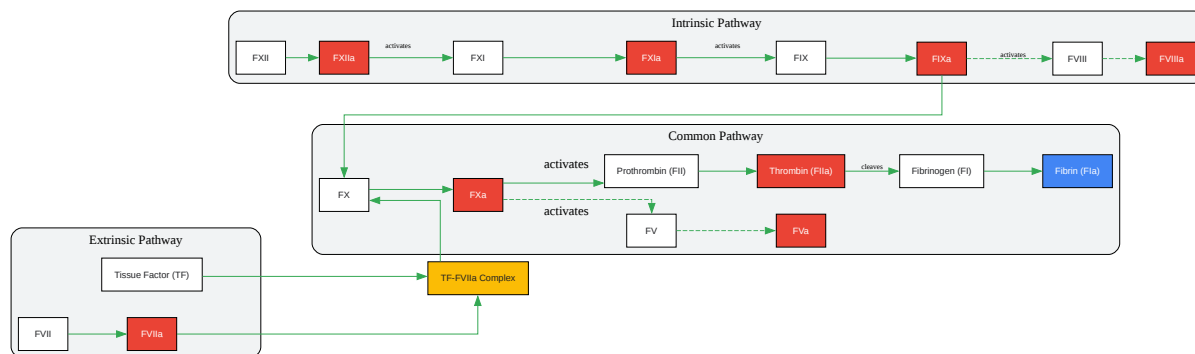 Intrinsic Pathway
FXII
FXIIa
activates
FXI
FXIa
activates
FIX
FIXa
activates
FVIII
FVIIIa
Common Pathway
FX
FXa
activates
Prothrombin (FII)
Thrombin (FIIa)
cleaves
Fibrinogen (FI)
Fibrin (FIa)
activates
FV
FVa
Extrinsic Pathway
Tissue Factor (TF)
TF-FVIIa Complex
FVII
FVIIa